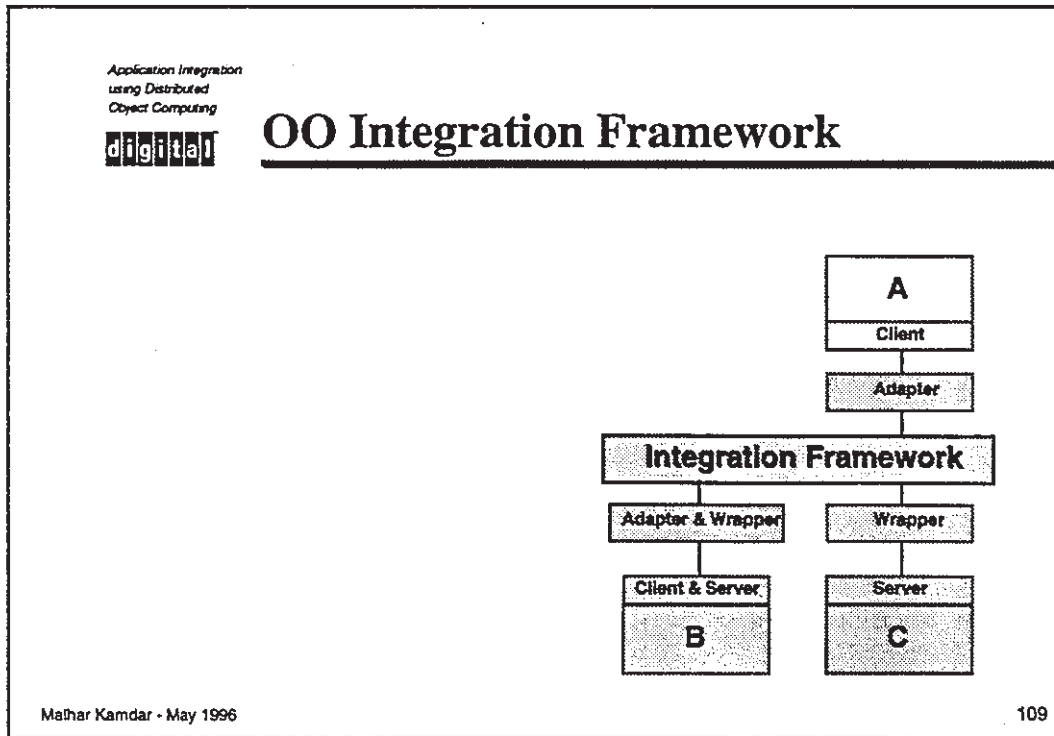 Application Integration
using Distributed
Object Computing
digital
OO Integration Framework
A
Client
Adapter
Integration Framework
Adapter & Wrapper
Wrapper
Client & Server
Server
B
C
Malhar Kamdar - May 1996
109